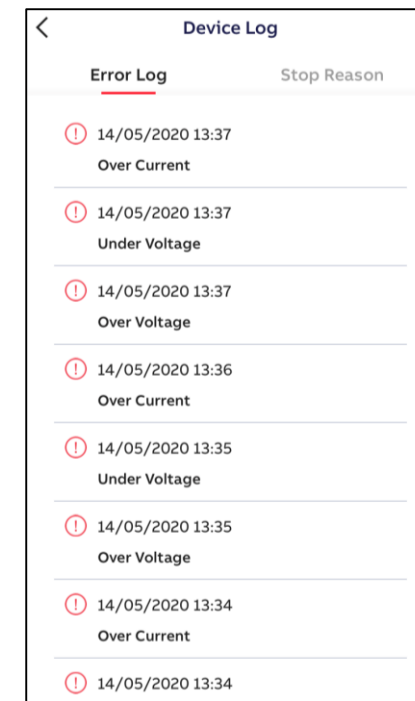 Device Log
Error Log Stop Reason
14/05/2020 13:37
Over Current
14/05/2020 13:37
Under Voltage
14/05/2020 13:37
Over Voltage
14/05/2020 13:36
Over Current
14/05/2020 13:35
Under Voltage
14/05/2020 13:35
Over Voltage
14/05/2020 13:34
Over Current
14/05/2020 13:34